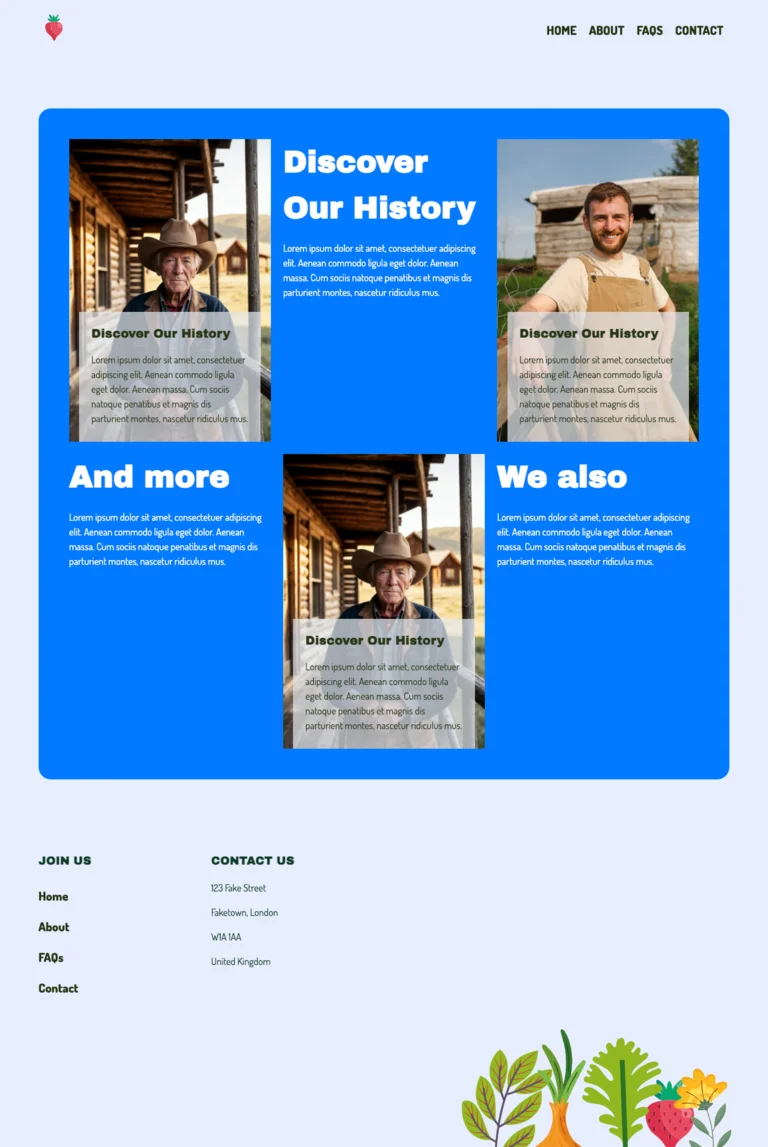 HOME ABOUT FAQS CONTACT
Discover
Our History
Lorem ipsum dolor sit amet, consectetuer adipiscing
elit. Aenean commodo ligula eget dolor. Aenean
massa. Cum sociis natoque penatibus et magnis dis
parturient montes, nascetur ridiculus mus.
Discover Our History
Lorem ipsum dolor sit amet, consectetuer
adipiscing elit. Aenean commodo ligula
eget dolor. Aenean massa. Cum sociis
natoque penatibus et magnis dis
parturient montes, nascetur ridiculus mus.
Discover Our History
Lorem ipsum dolor sit amet, consectetuer
adipiscing elit. Aenean commodo ligula
eget dolor. Aenean massa. Cum sociis
natoque penatibus et magnis dis
parturient montes, nascetur ridiculus mus.
And more
Lorem ipsum dolor sit amet, consectetuer adipiscing
elit. Aenean commodo ligula eget dolor. Aenean
massa. Cum sociis natoque penatibus et magnis dis
parturient montes, nascetur ridiculus mus.
Discover Our History
Lorem ipsum dolor sit amet, consectetuer
adipiscing elit. Aenean commodo ligula
eget dolor. Aenean massa. Cum sociis
natoque penatibus et magnis dis
parturient montes, nascetur ridiculus mus.
We also
Lorem ipsum dolor sit amet, consectetuer adipiscing
elit. Aenean commodo ligula eget dolor. Aenean
massa. Cum sociis natoque penatibus et magnis dis
parturient montes, nascetur ridiculus mus.
JOIN US
Home
About
FAQs
Contact
CONTACT US
123 Fake Street
Faketown, London
W1A 1AA
United Kingdom